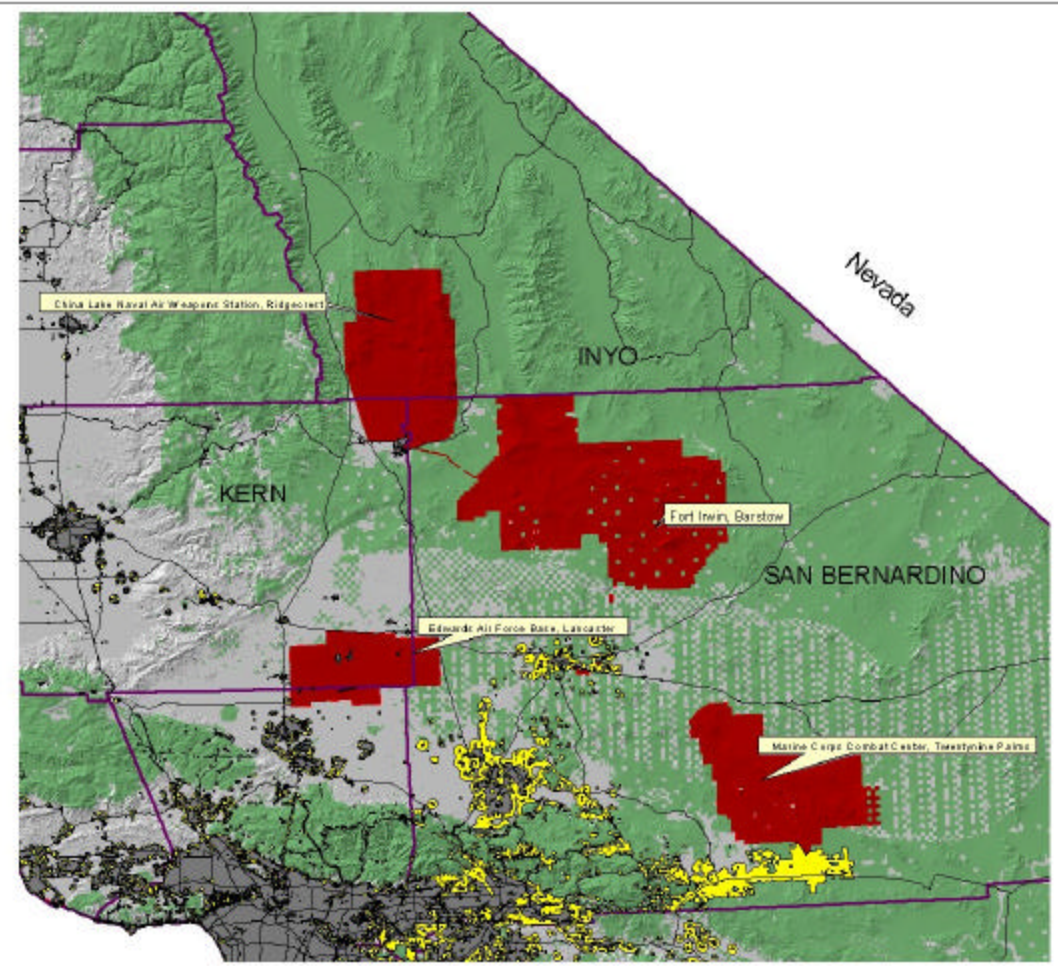 Nevada
China Lake Naval Air Weapons Station, Ridgecrest
INYO
KERN
Fort Irwin, Barstow
SAN BERNARDINO
Edwards Air Force Base, Lancaster
Marine Corps Combat Center, Twentynine Palms